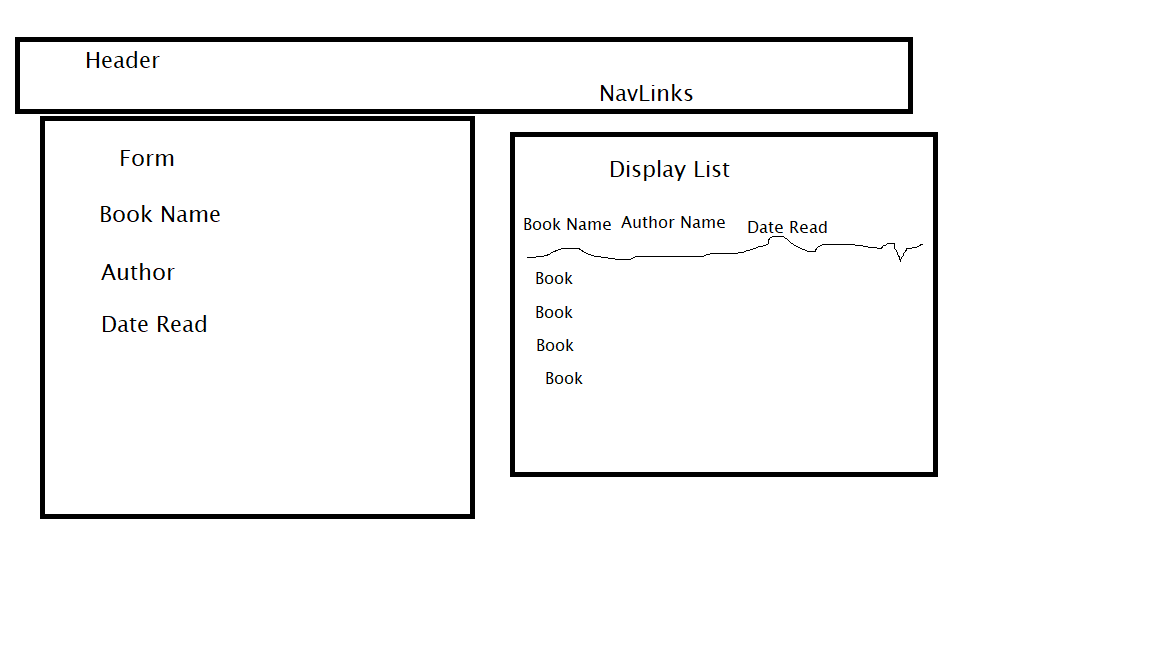 Header
NavLinks
Form
Book Name
Author
Date Read
Display List
Book Name Author Name Date Read
Book
Book
Book
Book